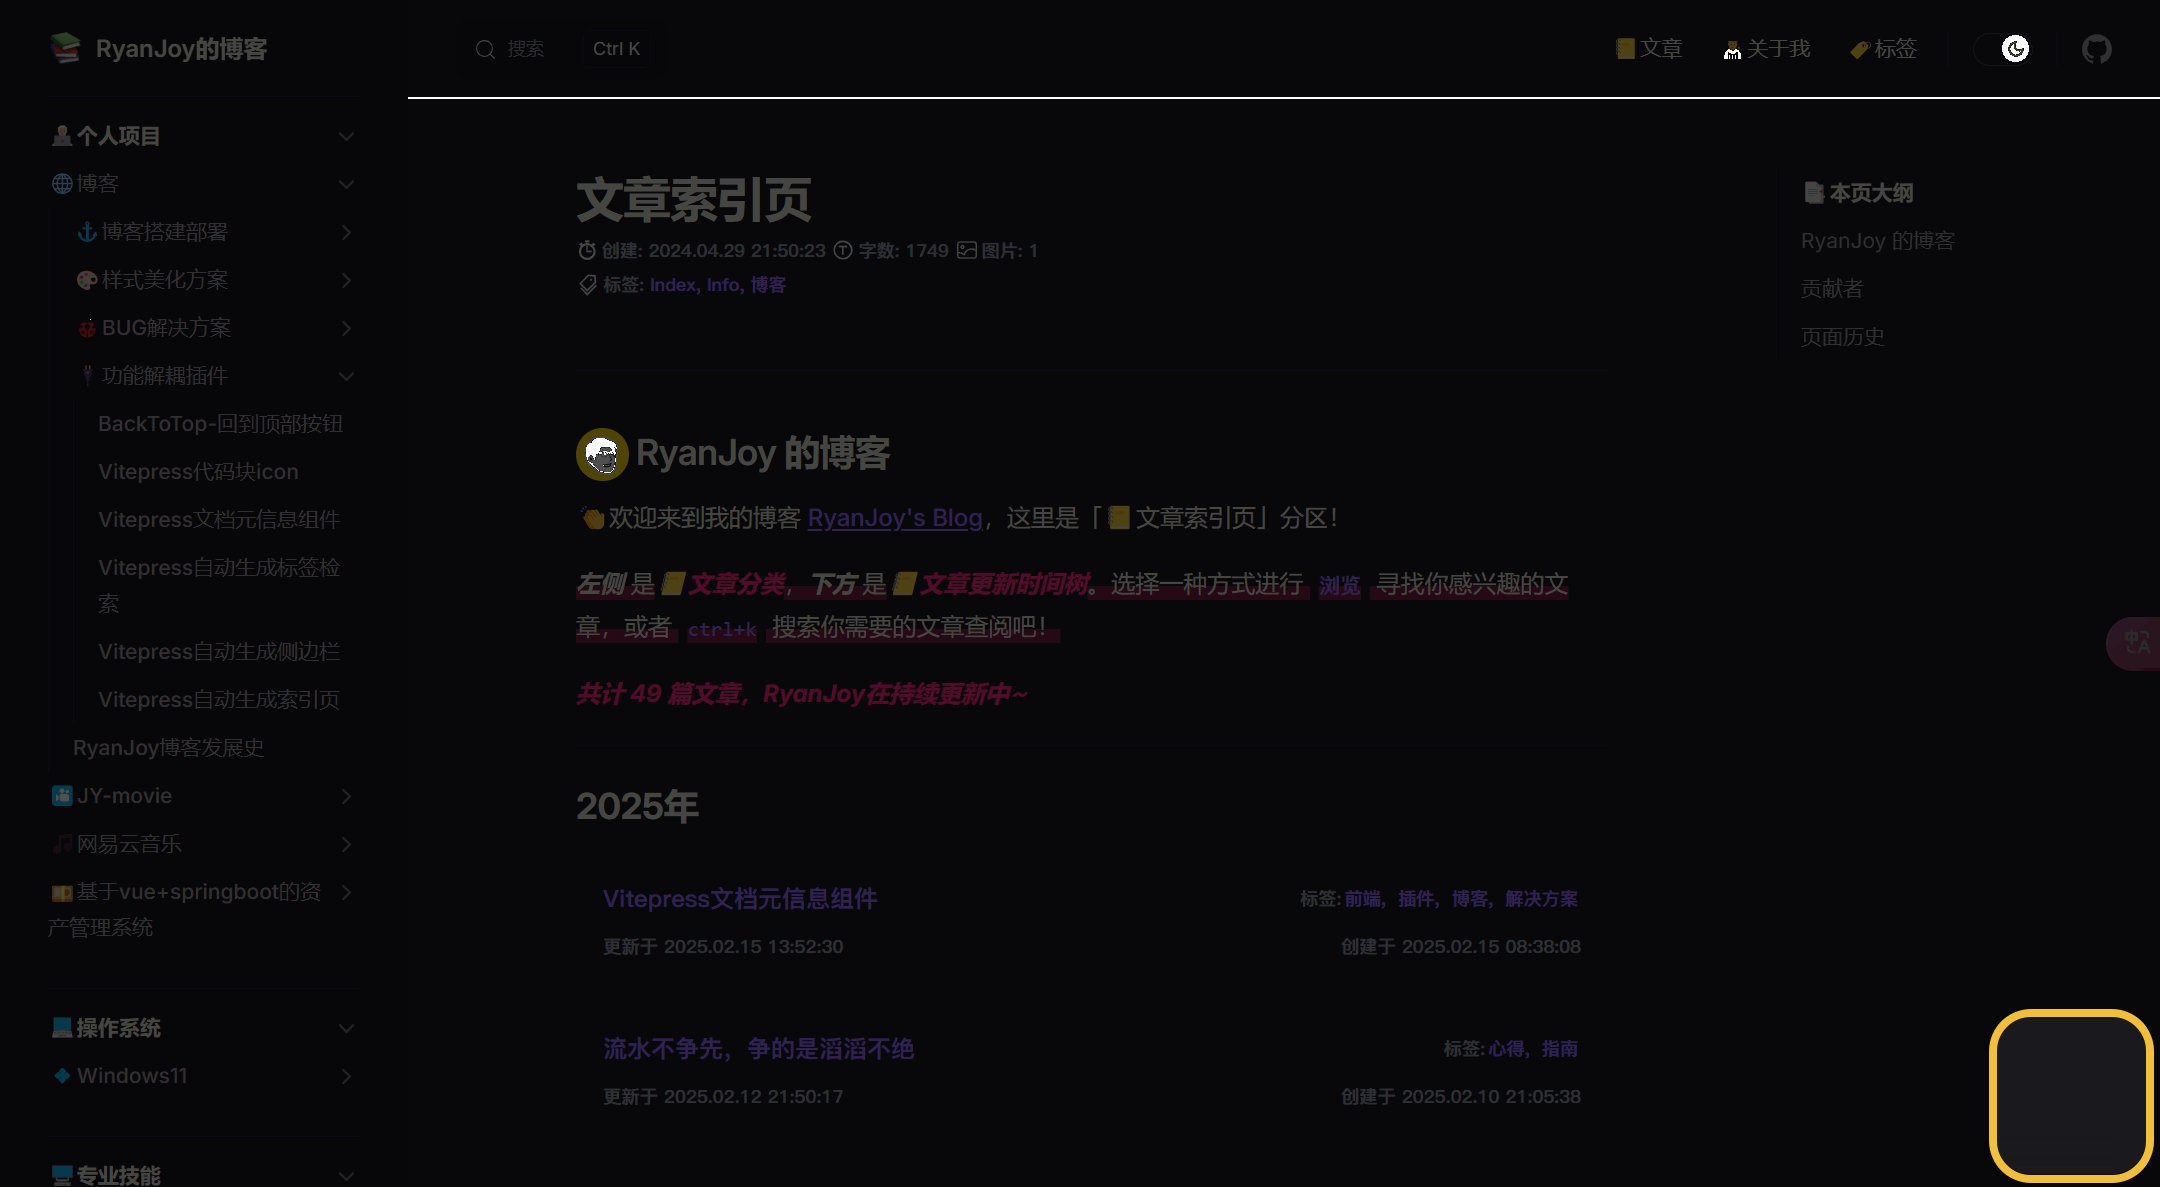 RyanJoy的博客
搜索
Ctrl K
文章
关于我
标签
个人项目
博客
博客搭建部署
样式美化方案
BUG解决方案
功能解耦插件
BackToTop-回到顶部按钮
Vitepress代码块icon
Vitepress文档元信息组件
Vitepress自动生成标签检
索
Vitepress自动生成侧边栏
Vitepress自动生成索引页
RyanJoy博客发展史
JY-movie
网易云音乐
基于vue+springboot的资
产管理系统
操作系统
Windows11
专业技能
文章索引页
创建: 2024.04.29 21:50:23 字数: 1749 图片: 1
标签: Index, Info, 博客
RyanJoy 的博客
欢迎来到我的博客 RyanJoy's Blog，这里是「文章索引页」分区！
左侧 是 文章分类，下方 是 文章更新时间树。选择一种方式进行 浏览 寻找你感兴趣的文
章，或者 ctrl+k 搜索你需要的文章查阅吧！
共计 49 篇文章，RyanJoy在持续更新中~
2025年
Vitepress文档元信息组件
标签: 前端，插件，博客，解决方案
更新于 2025.02.15 13:52:30
创建于 2025.02.15 08:38:08
流水不争先，争的是滔滔不绝
标签: 心得，指南
更新于 2025.02.12 21:50:17
创建于 2025.02.10 21:05:38
本页大纲
RyanJoy 的博客
贡献者
页面历史
中A